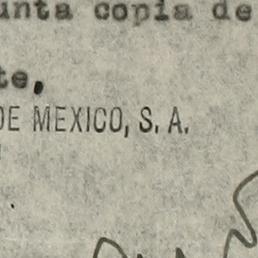 unta copia de
te,
DE MEXICO, S. A.